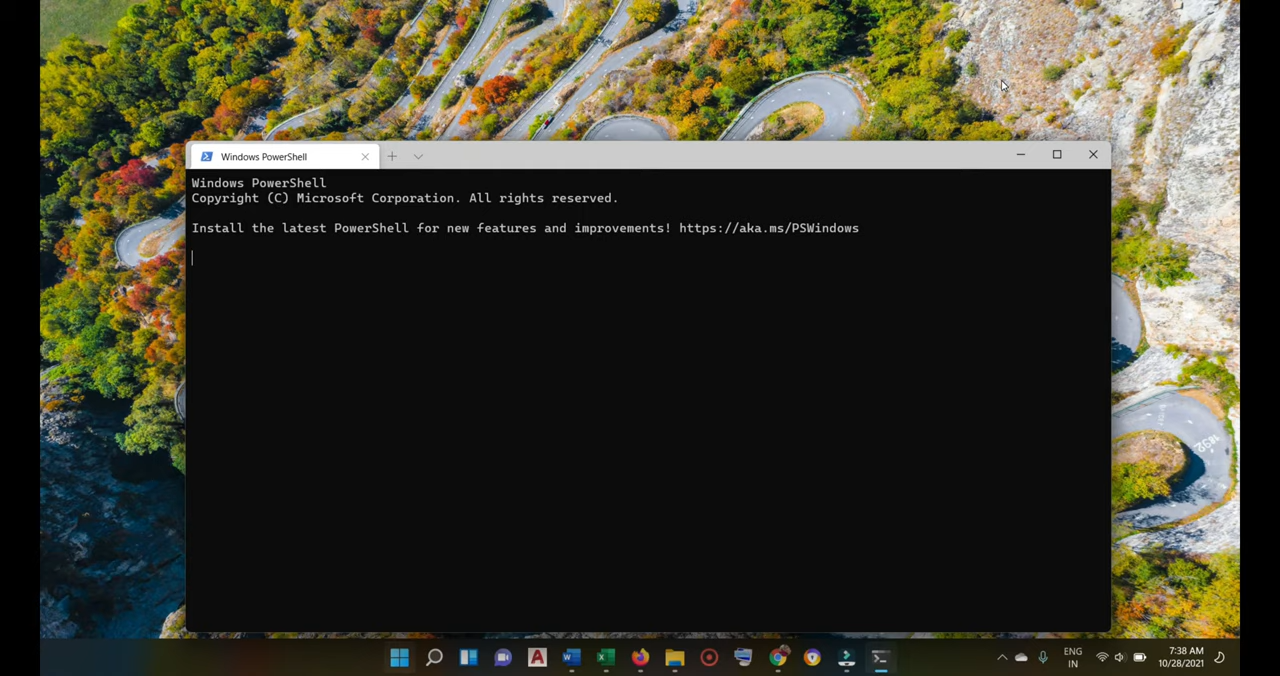 Windows PowerShell
Windows PowerShell
Copyright (C) Microsoft Corporation. All rights reserved.
Install the latest PowerShell for new features and improvements! https://aka.ms/PSWindows
1892
ENG
IN
7:38 AM
10/28/2021